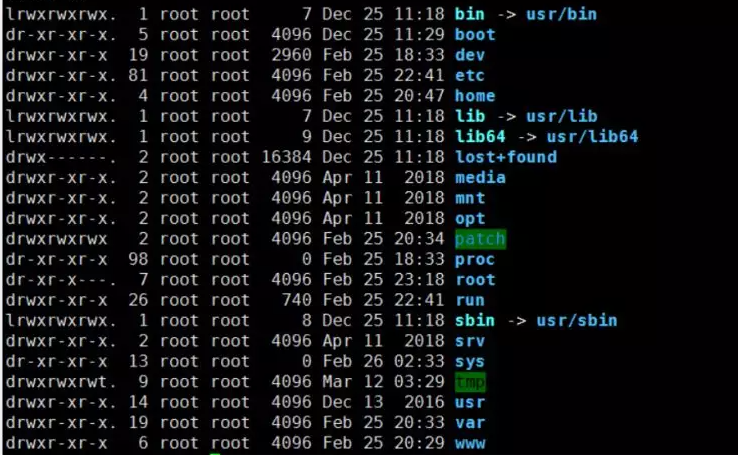 lrwxrwxrwx. 1 root root 7 Dec 25 11:18 bin -> usr/bin
dr-xr-xr-x. 5 root root 4096 Dec 25 11:29 boot
drwxr-xr-x 19 root root 2960 Feb 25 18:33 dev
drwxr-xr-x. 81 root root 4096 Feb 25 22:41 etc
drwxr-xr-x. 4 root root 4096 Feb 25 20:47 home
lrwxrwxrwx. 1 root root 7 Dec 25 11:18 lib -> usr/lib
lrwxrwxrwx. 1 root root 9 Dec 25 11:18 lib64 -> usr/lib64
drwx------. 2 root root 16384 Dec 25 11:18 lost+found
drwxr-xr-x. 2 root root 4096 Apr 11 2018 media
drwxr-xr-x. 2 root root 4096 Apr 11 2018 mnt
drwxr-xr-x. 2 root root 4096 Apr 11 2018 opt
drwxrwxrwx 2 root root 4096 Feb 25 20:34 patch
dr-xr-xr-x 98 root root 0 Feb 25 18:33 proc
dr-xr-x---. 7 root root 4096 Feb 25 23:18 root
drwxr-xr-x 26 root root 740 Feb 25 22:41 run
lrwxrwxrwx. 1 root root 8 Dec 25 11:18 sbin -> usr/sbin
drwxr-xr-x. 2 root root 4096 Apr 11 2018 srv
dr-xr-xr-x 13 root root 0 Feb 26 02:33 sys
drwxrwxrwt. 9 root root 4096 Mar 12 03:29 tmp
drwxr-xr-x. 14 root root 4096 Dec 13 2016 usr
drwxr-xr-x. 19 root root 4096 Feb 25 20:33 var
drwxr-xr-x 6 root root 4096 Feb 25 20:29 www